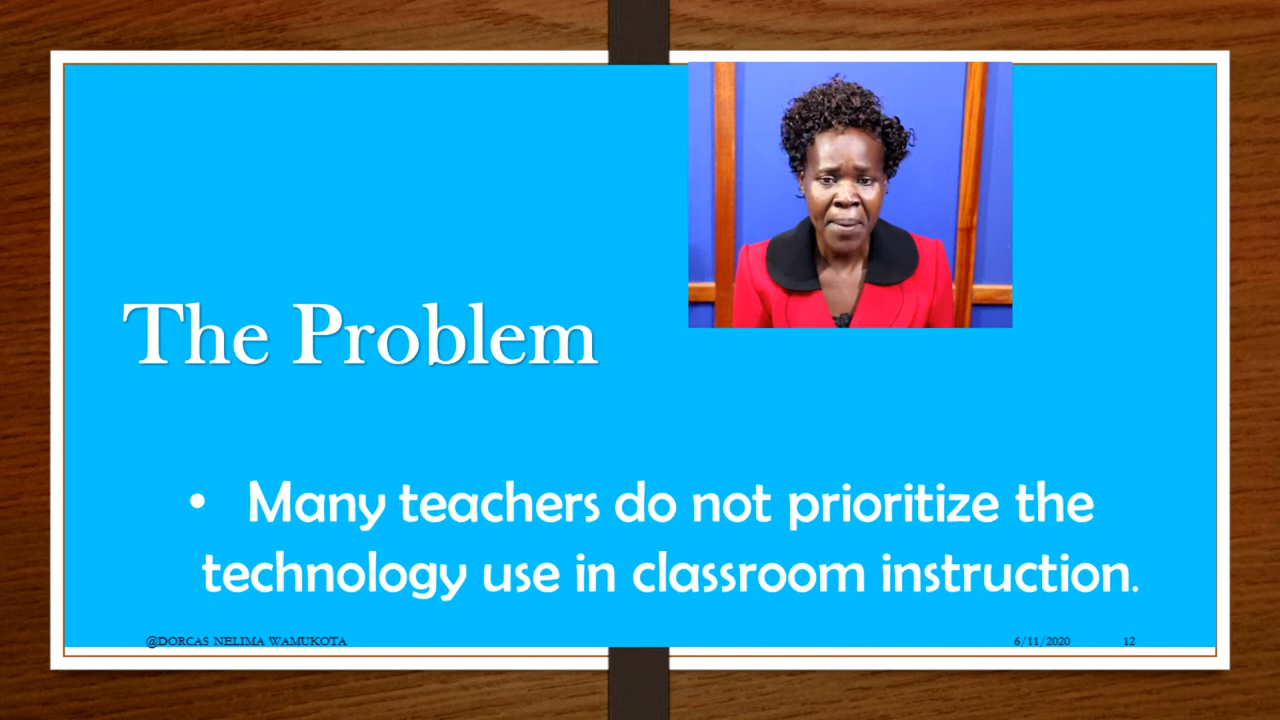 The Problem
• Many teachers do not prioritize the
technology use in classroom instruction.
@DORCAS NELIMA WAMUKOTA 6/11/2020 12